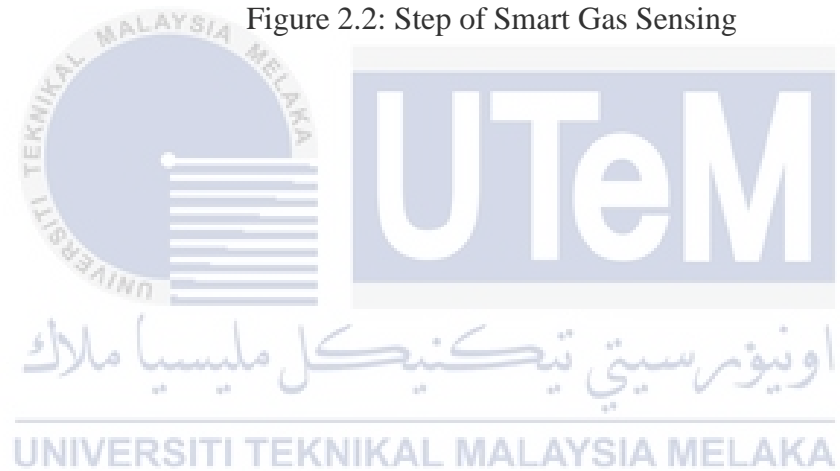 Figure 2.2: Step of Smart Gas Sensing
UNIVERSITI TEKNIKAL MALAYSIA MELAKA
UTeM
اونيۏرسيتي تيكنيكل مليسيا ملاك
UNIVERSITI TEKNIKAL MALAYSIA MELAKA